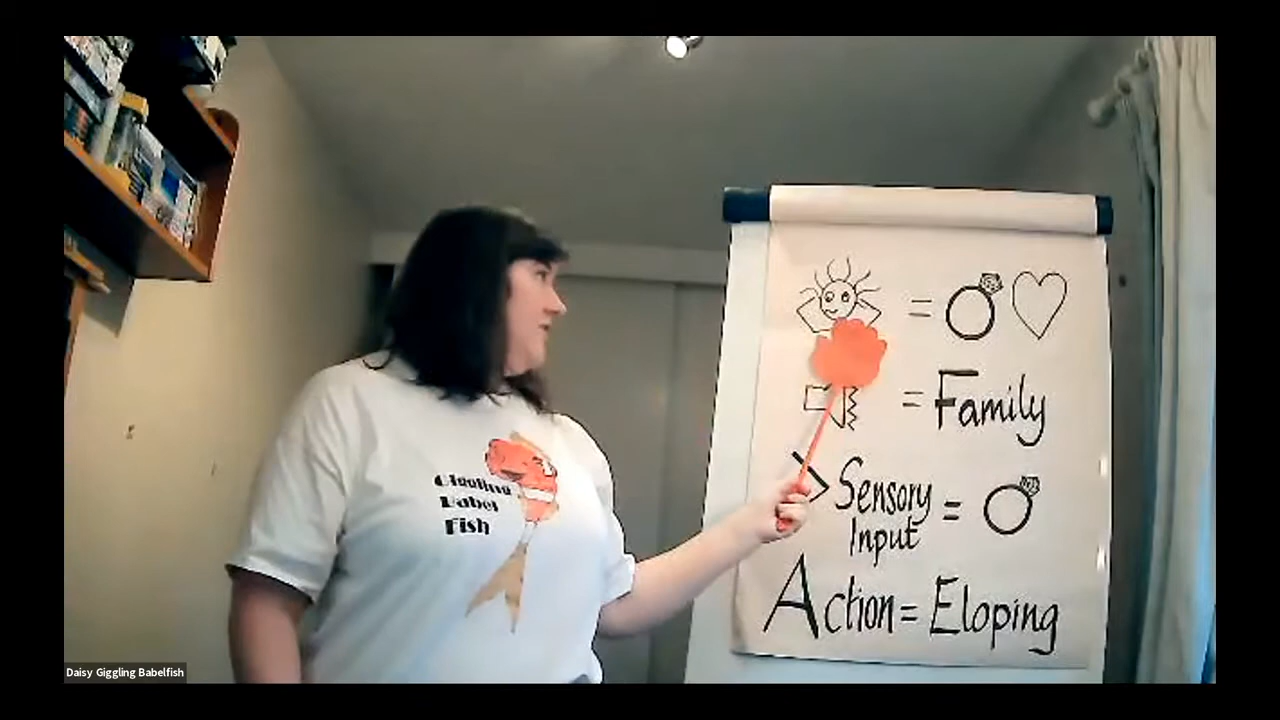 = 
= Family
> Sensory
Input =
Action = Eloping
Giggling
Babel
Fish
Daisy Giggling Babelfish